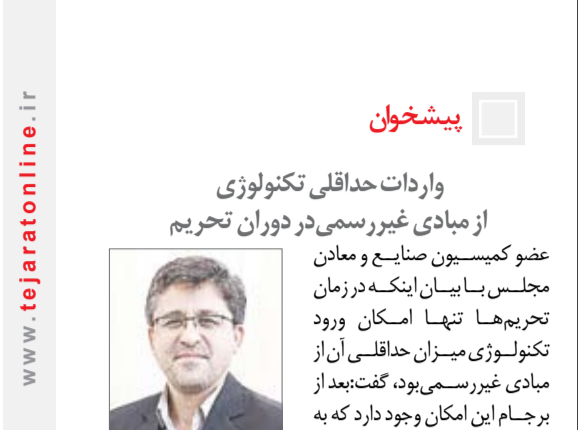 www.tejaratonline.ir
پیشخوان
واردات حداقلی تکنولوژی
از مبادی غیررسمی‌در دوران تحریم
عضو کمیسیون صنایع و معادن
مجلس با بیان اینکه در زمان
تحریم‌ها تنها امکان ورود
تکنولوژی میزان حداقلی آن از
مبادی غیررسمی‌بود، گفت:بعد از
برجام این امکان وجود دارد که به